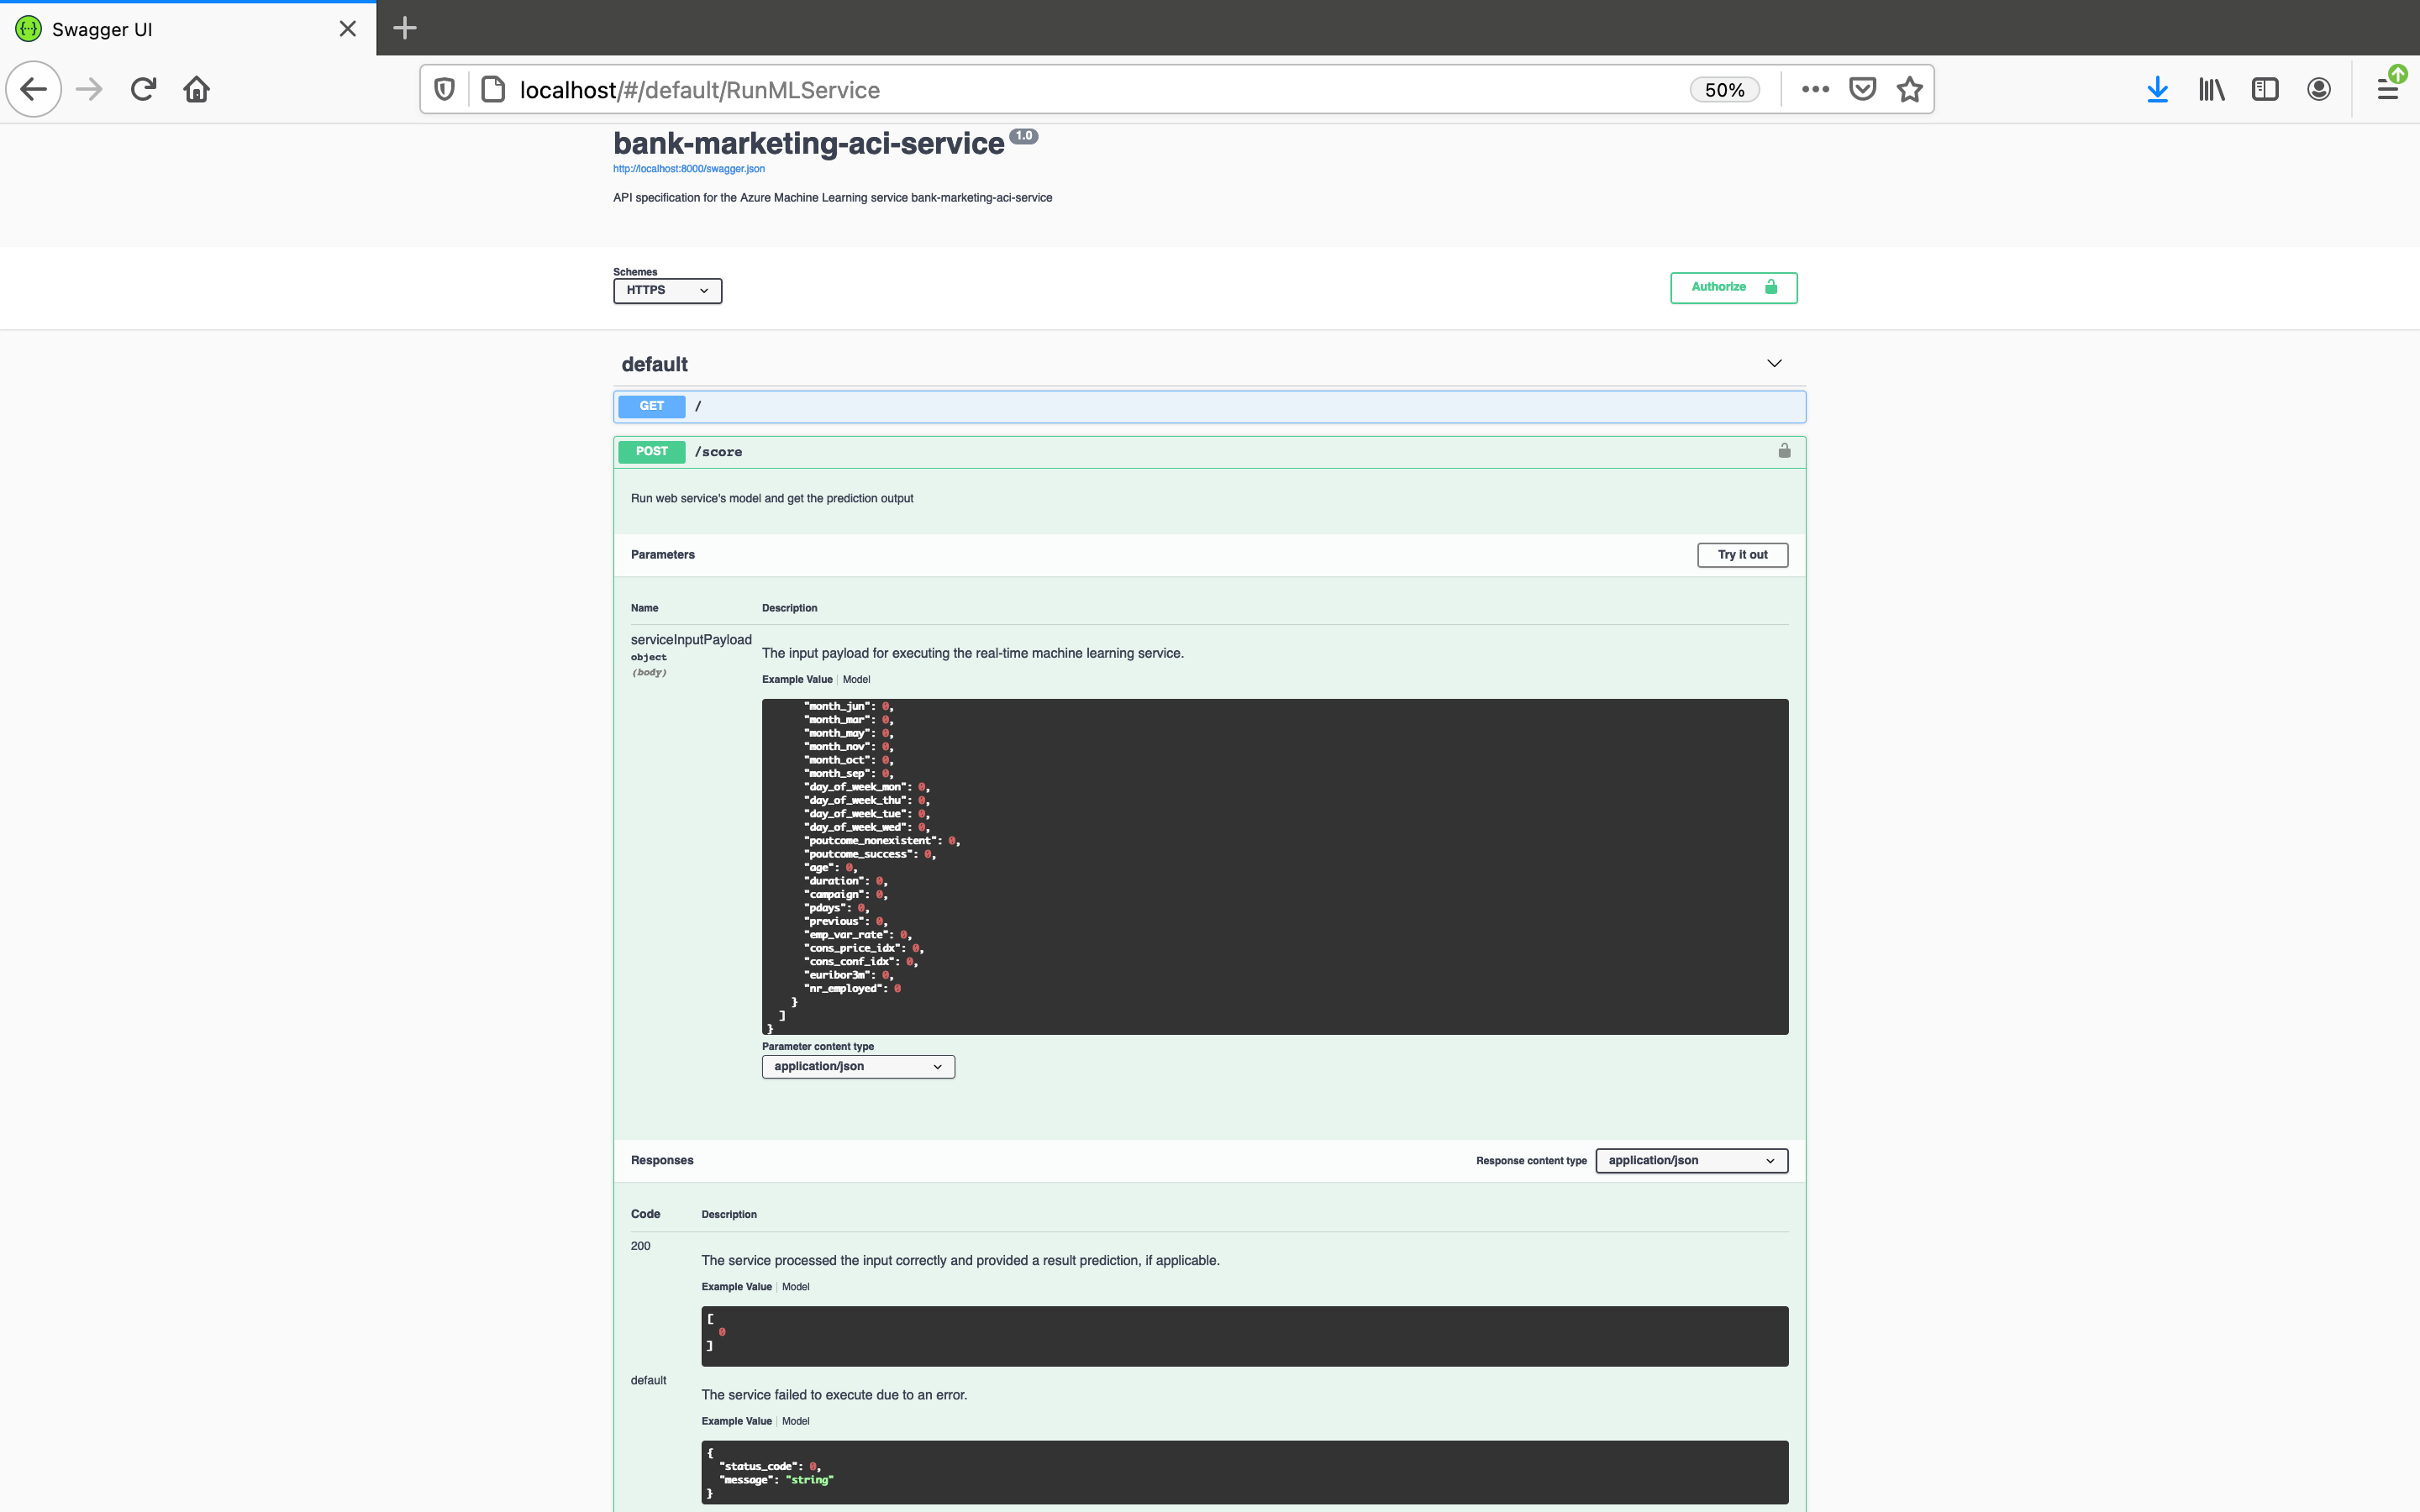 Swagger UI
localhost/#/default/RunMLService
50%
bank-marketing-aci-service 1.0
http://localhost:8000/swagger.json
API specification for the Azure Machine Learning service bank-marketing-aci-service
Schemes
HTTPS
Authorize
default
GET /
POST /score
Run web service's model and get the prediction output
Parameters
Try it out
Name Description
serviceInputPayload
object
(body)
The input payload for executing the real-time machine learning service.
Example Value Model
"month_jun": 0,
"month_mar": 0,
"month_may": 0,
"month_nov": 0,
"month_oct": 0,
"month_sep": 0,
"day_of_week_mon": 0,
"day_of_week_thu": 0,
"day_of_week_tue": 0,
"day_of_week_wed": 0,
"poutcome_nonexistent": 0,
"poutcome_success": 0,
"age": 0,
"duration": 0,
"campaign": 0,
"pdays": 0,
"previous": 0,
"emp_var_rate": 0,
"cons_price_idx": 0,
"cons_conf_idx": 0,
"euribor3m": 0,
"nr_employed": 0
}
]
}
Parameter content type
application/json
Responses
Response content type application/json
Code Description
200
The service processed the input correctly and provided a result prediction, if applicable.
Example Value Model
[
0
]
default
The service failed to execute due to an error.
Example Value Model
{
"status_code": 0,
"message": "string"
}